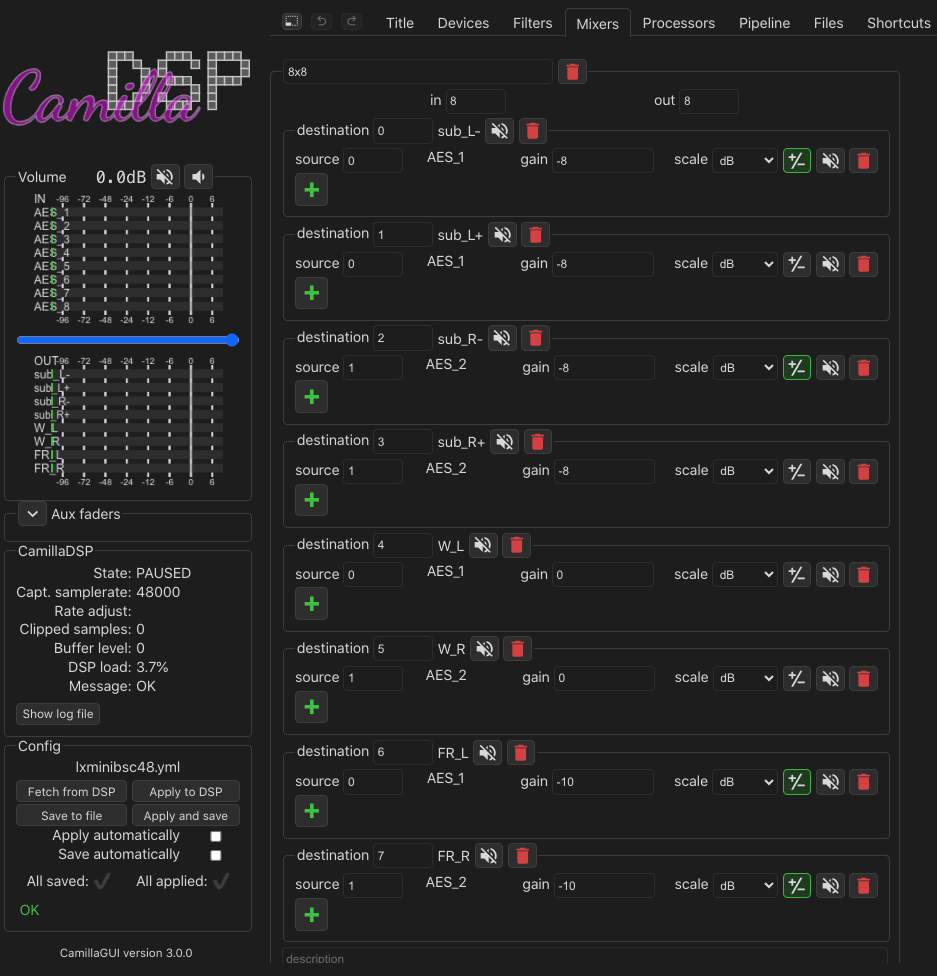 Title Devices Filters Mixers Processors Pipeline Files Shortcuts
Camilla DSP
Volume 0.0dB
IN -96 -72 -48 -24 -12 -6 0 6
AES_1
AES_2
AES_3
AES_4
AES_5
AES_6
AES_7
AES_8
-96 -72 -48 -24 -12 -6 0 6
OUT -96 -72 -48 -24 -12 -6 0 6
sub_L-
sub_L+
sub_R-
sub_R+
W_L
W_R
FR_L
FR_R
-96 -72 -48 -24 -12 -6 0 6
Aux faders
CamillaDSP
State: PAUSED
Capt. samplerate: 48000
Rate adjust:
Clipped samples: 0
Buffer level: 0
DSP load: 3.7%
Message: OK
Show log file
Config
lxminibsc48.yml
Fetch from DSP Apply to DSP
Save to file Apply and save
Apply automatically
Save automatically
All saved: All applied:
OK
CamillaGUI version 3.0.0
8x8
in 8 out 8
destination 0 sub_L-
source 0 AES_1 gain -8 scale dB +/-
destination 1 sub_L+
source 0 AES_1 gain -8 scale dB +/-
destination 2 sub_R-
source 1 AES_2 gain -8 scale dB +/-
destination 3 sub_R+
source 1 AES_2 gain -8 scale dB +/-
destination 4 W_L
source 0 AES_1 gain 0 scale dB +/-
destination 5 W_R
source 1 AES_2 gain 0 scale dB +/-
destination 6 FR_L
source 0 AES_1 gain -10 scale dB +/-
destination 7 FR_R
source 1 AES_2 gain -10 scale dB +/-
description